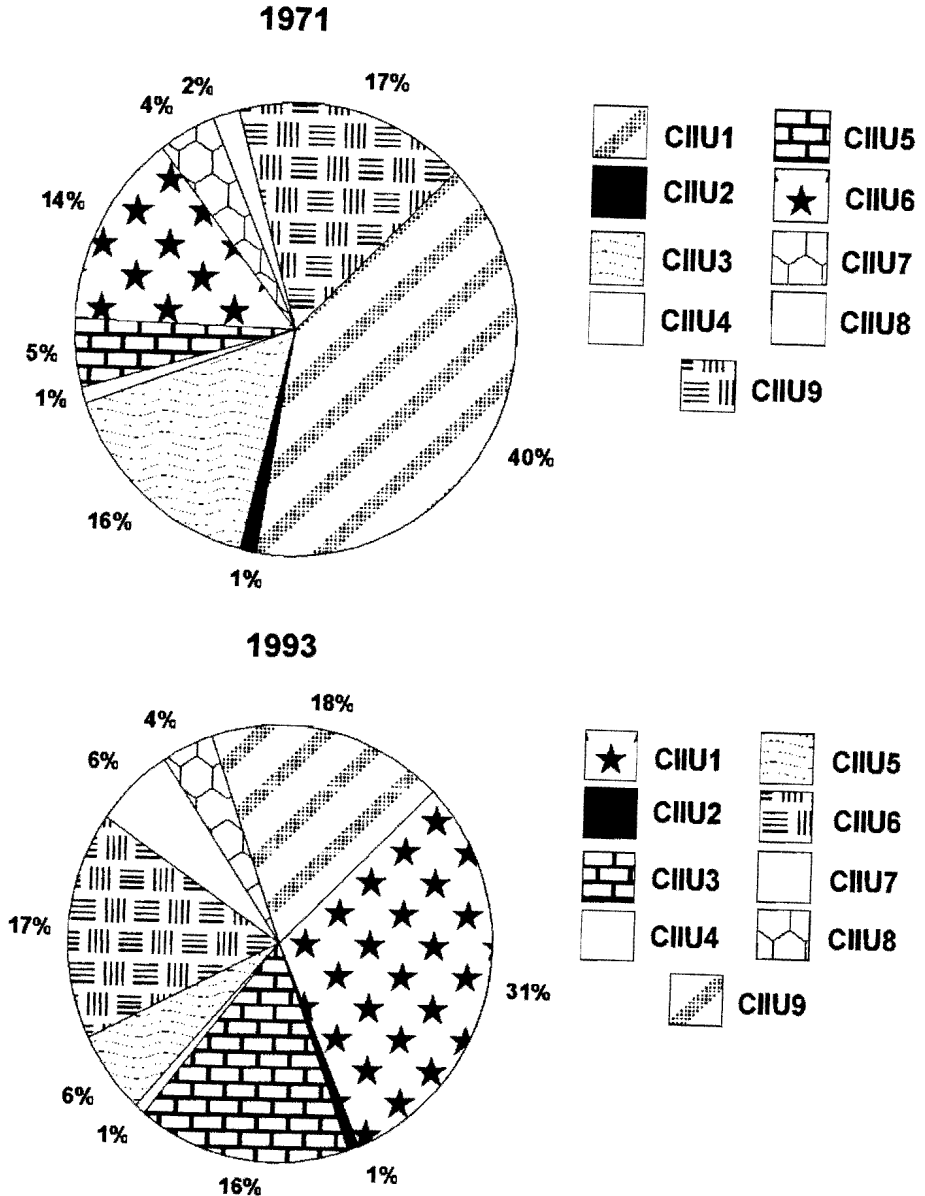 1971
2%
17%
4%
14%
5%
1%
16%
1%
40%
CIIU1
CIIU5
CIIU2
CIIU6
CIIU3
CIIU7
CIIU4
CIIU8
CIIU9
1993
18%
4%
6%
17%
6%
1%
16%
1%
31%
CIIU1
CIIU5
CIIU2
CIIU6
CIIU3
CIIU7
CIIU4
CIIU8
CIIU9